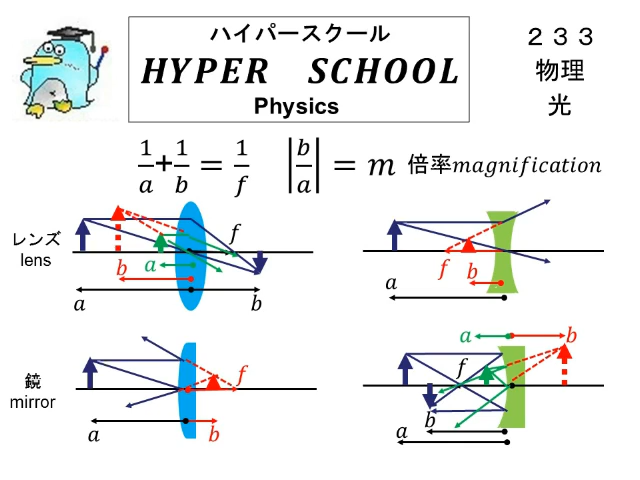 ハイパースクール
HYPER SCHOOL
Physics
２３３
物理
光
1/a + 1/b = 1/f
|b/a| = m 倍率magnification
レンズ
lens
f
b
a
a
b
f
b
a
鏡
mirror
f
a
b
a
b
f
b
a